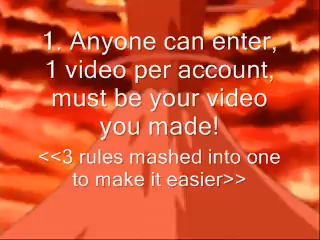 1. Anyone can enter,
1 video per account,
must be your video
you made!
<<3 rules mashed into one
to make it easier>>